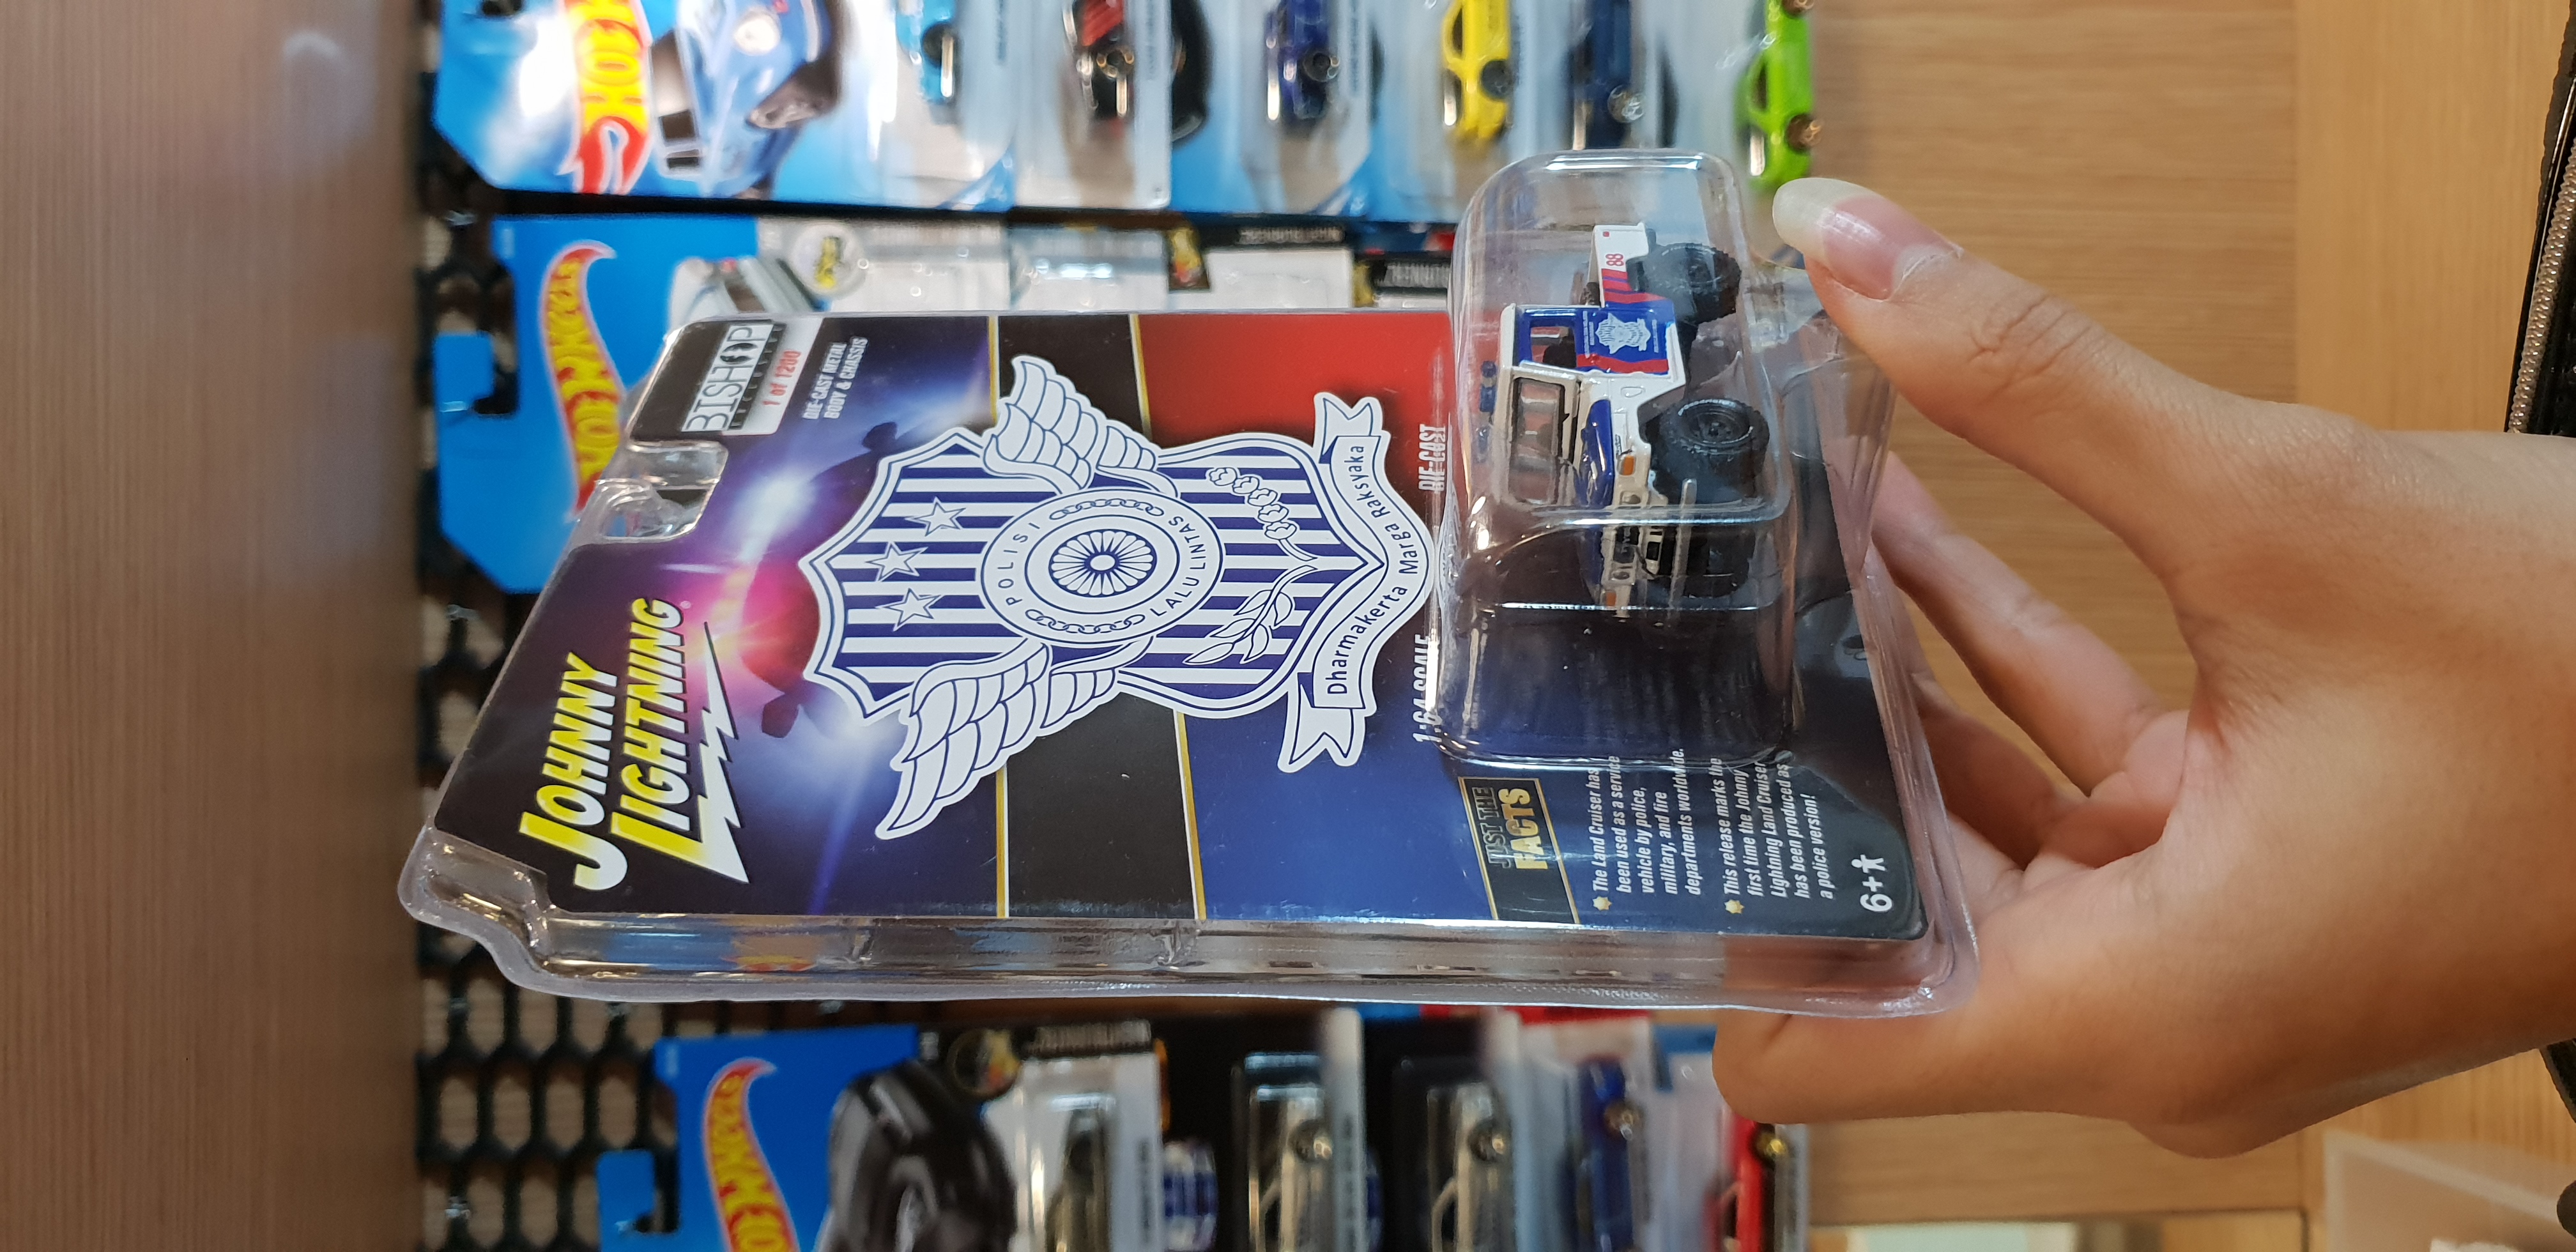 JOHNNY
LIGHTNING
BISHOP
EXCLUSIVE
1 of 1200
DIE-CAST METAL
BODY & CHASSIS
POLISI
LALU LINTAS
Dharmakerta Marga Raksyaka
1:64 SCALE
DIE-CAST
JUST THE
FACTS
The Land Cruiser has
been used as a service
vehicle by police,
military, and fire
departments worldwide.
This release marks the
first time the Johnny
Lightning Land Cruiser
has been produced as
a police version!
6+
88
HOT WHEELS
HOT WHEELS
HOT WHEELS